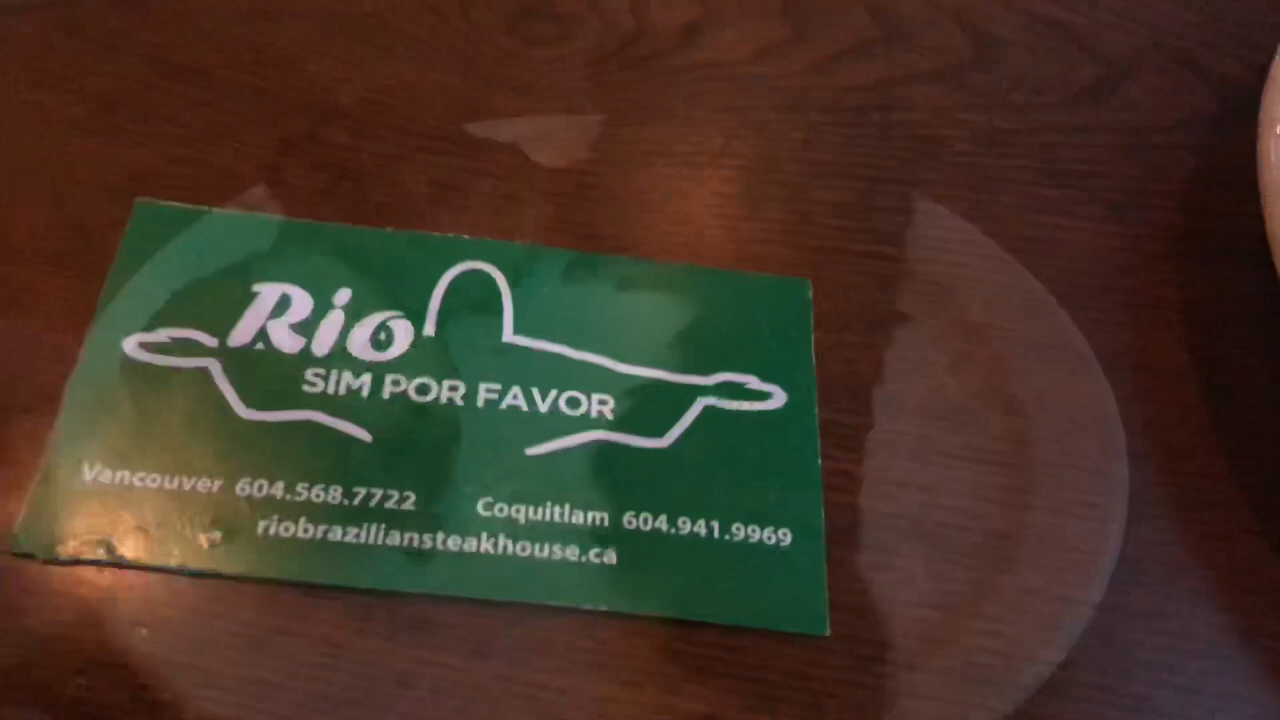 Rio
SIM POR FAVOR
Vancouver 604.568.7722 Coquitlam 604.941.9969
riobraziliansteakhouse.ca